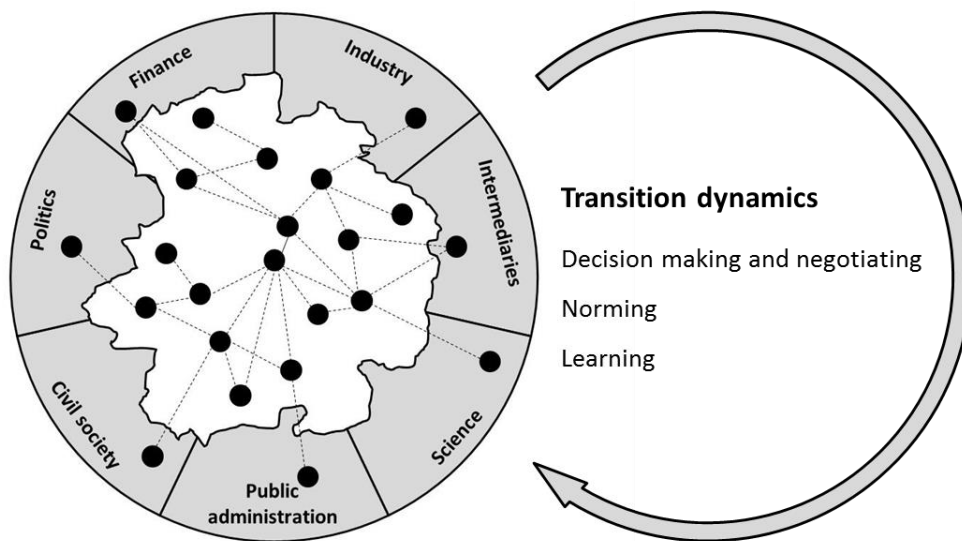 Finance
Industry
Politics
Intermediaries
Civil society
Science
Public
administration
Transition dynamics
Decision making and negotiating
Norming
Learning